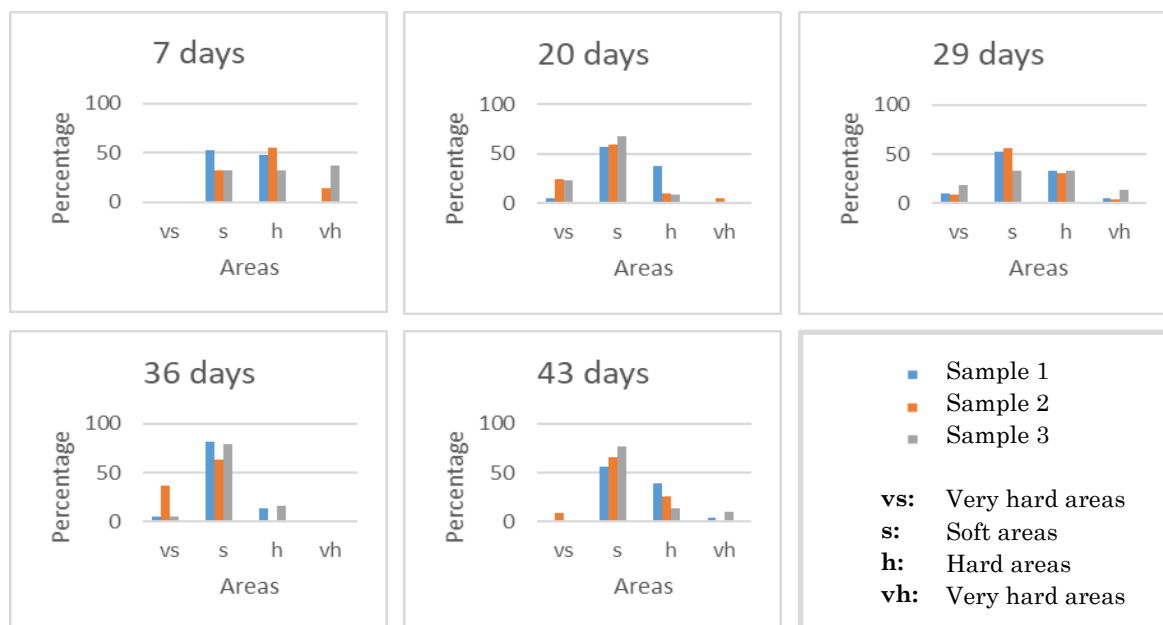 7 days
100
50
0
Percentage
vs s h vh
Areas
20 days
100
50
0
Percentage
vs s h vh
Areas
29 days
100
50
0
Percentage
vs s h vh
Areas
36 days
100
50
0
Percentage
vs s h vh
Areas
43 days
100
50
0
Percentage
vs s h vh
Areas
Sample 1
Sample 2
Sample 3
vs: Very hard areas
s: Soft areas
h: Hard areas
vh: Very hard areas